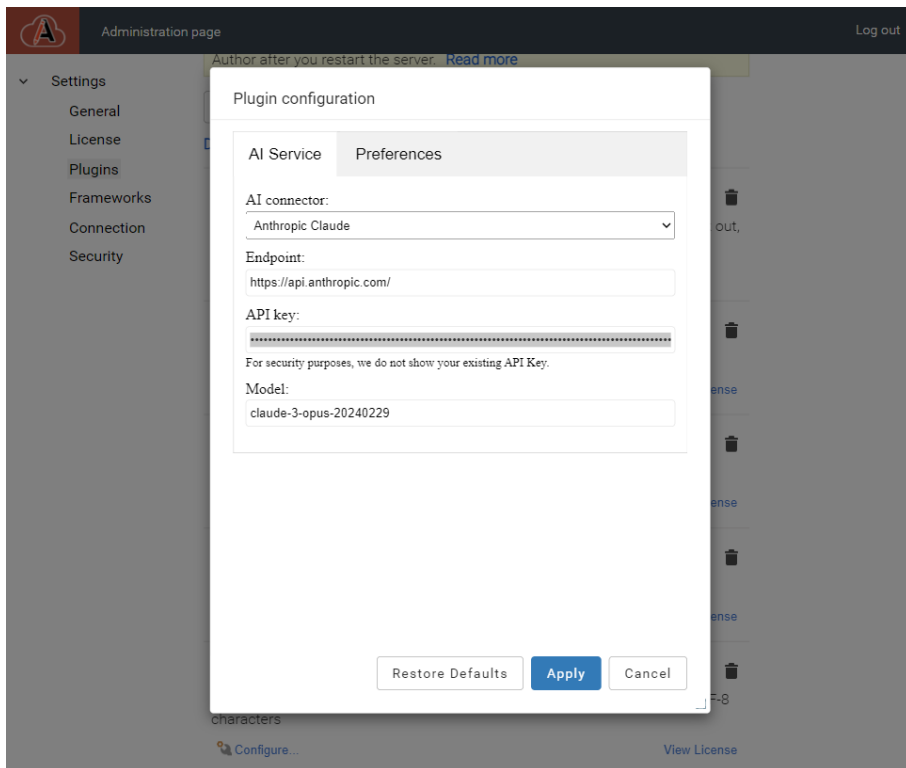 Administration page
Log out
Author after you restart the server. Read more
Settings
General
License
Plugins
Frameworks
Connection
Security
Plugin configuration
AI Service
Preferences
AI connector:
Anthropic Claude
out,
Endpoint:
https://api.anthropic.com/
API key:
For security purposes, we do not show your existing API Key.
Model:
ense
claude-3-opus-20240229
ense
ense
Restore Defaults
Apply
Cancel
F-8
characters
Configure...
View License